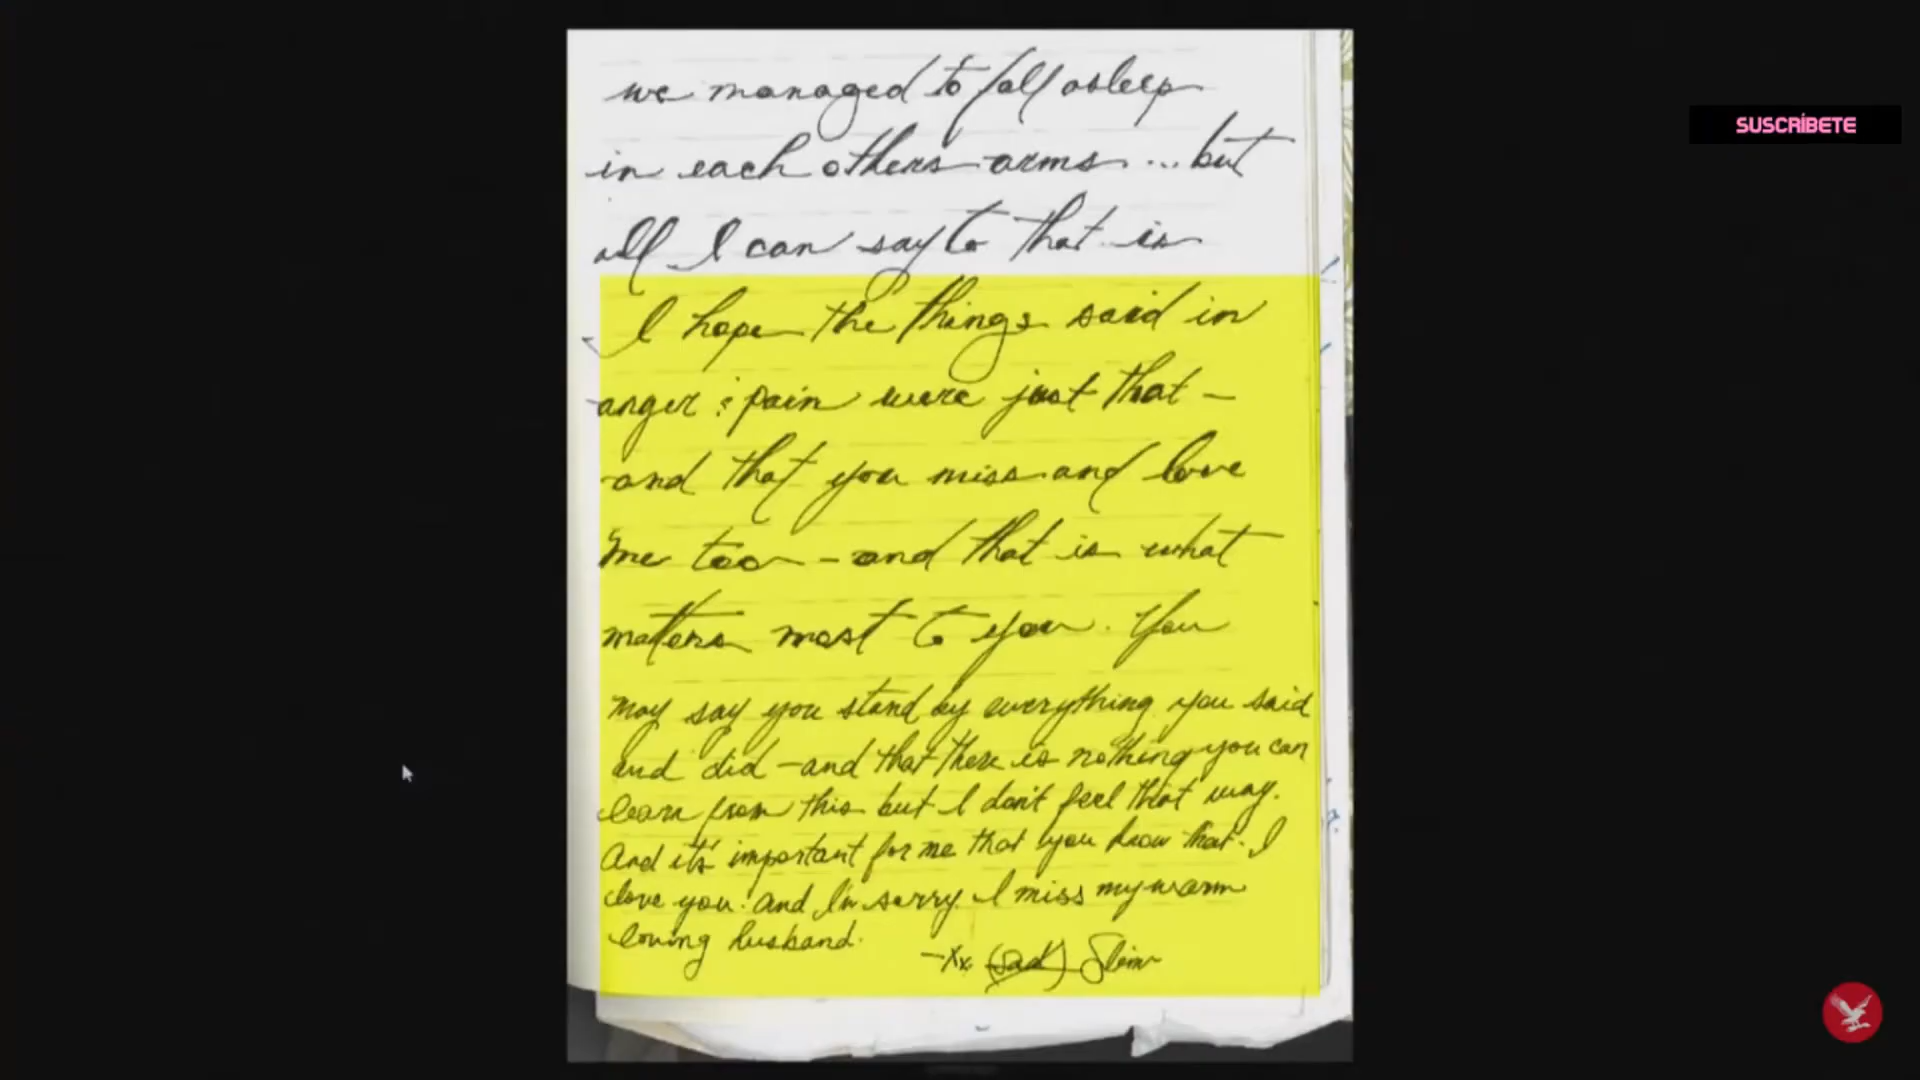 we managed to fall asleep
in each others arms ... but
all I can say to that is
I hope the things said in
anger & pain were just that -
and that you miss and love
me too - and that is what
matters most to you. You
may say you stand by everything you said
and did - and that there is nothing you can
learn from this but I don't feel that way.
And it's important for me that you know that. I
love you. And I'm sorry. I miss my warm
loving husband.
- Xx (sad) Slim
SUSCRÍBETE